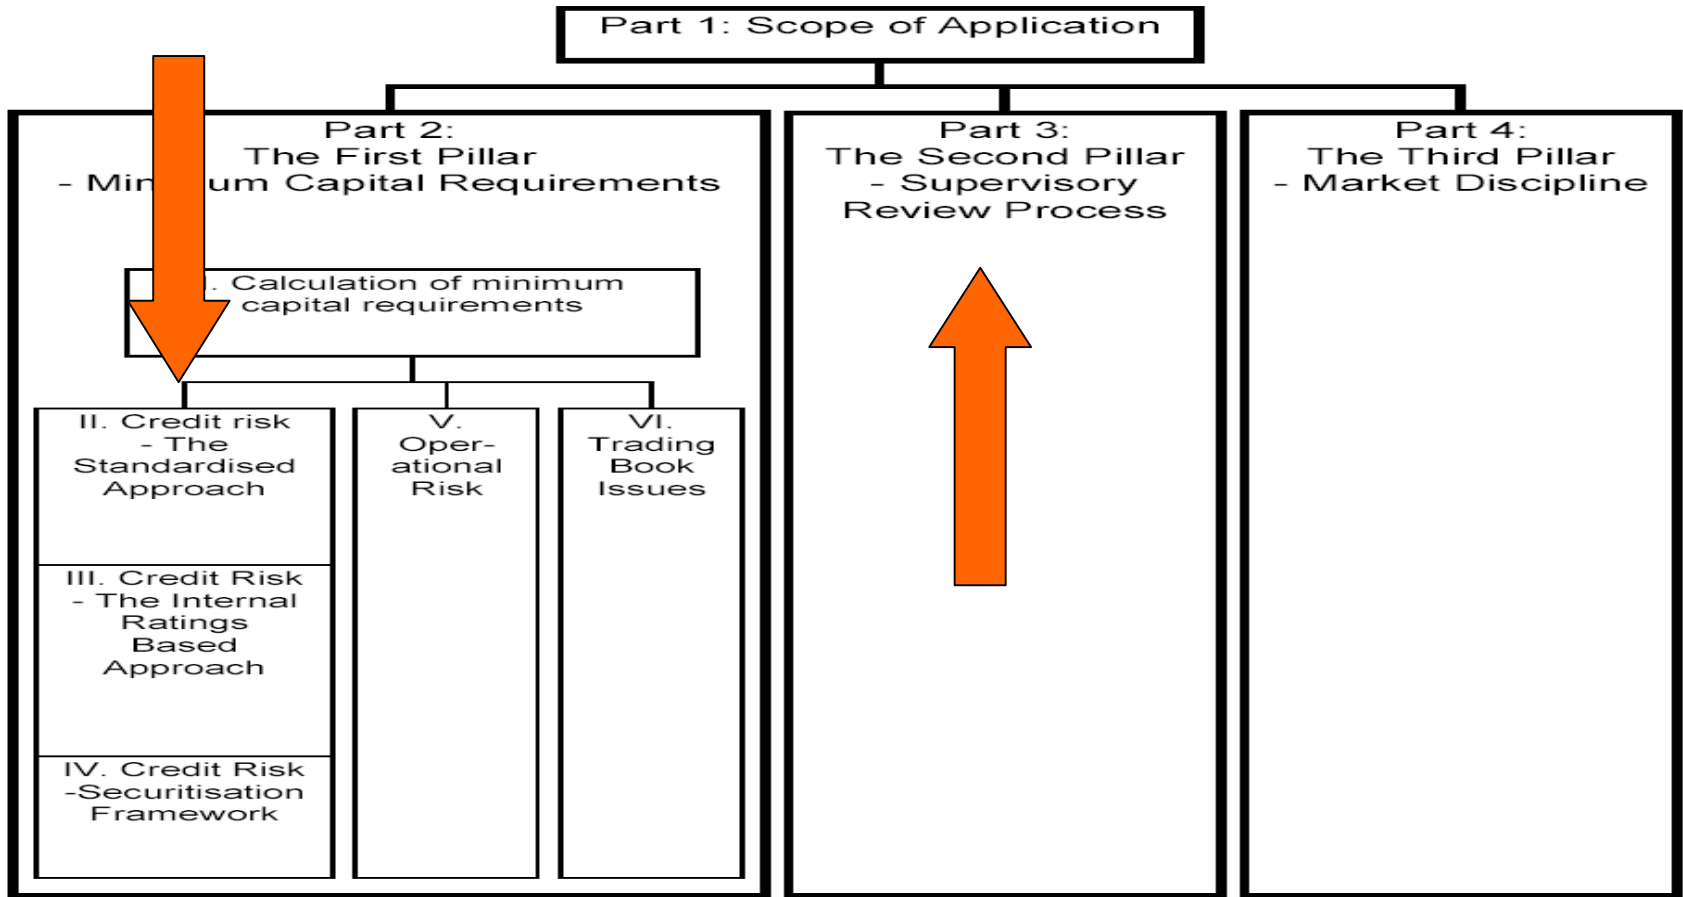 Part 1: Scope of Application
Part 2:
The First Pillar
- Min um Capital Requirements
I. Calculation of minimum
capital requirements
II. Credit risk
- The
Standardised
Approach
III. Credit Risk
- The Internal
Ratings
Based
Approach
IV. Credit Risk
-Securitisation
Framework
V.
Oper-
ational
Risk
VI.
Trading
Book
Issues
Part 3:
The Second Pillar
- Supervisory
Review Process
Part 4:
The Third Pillar
- Market Discipline